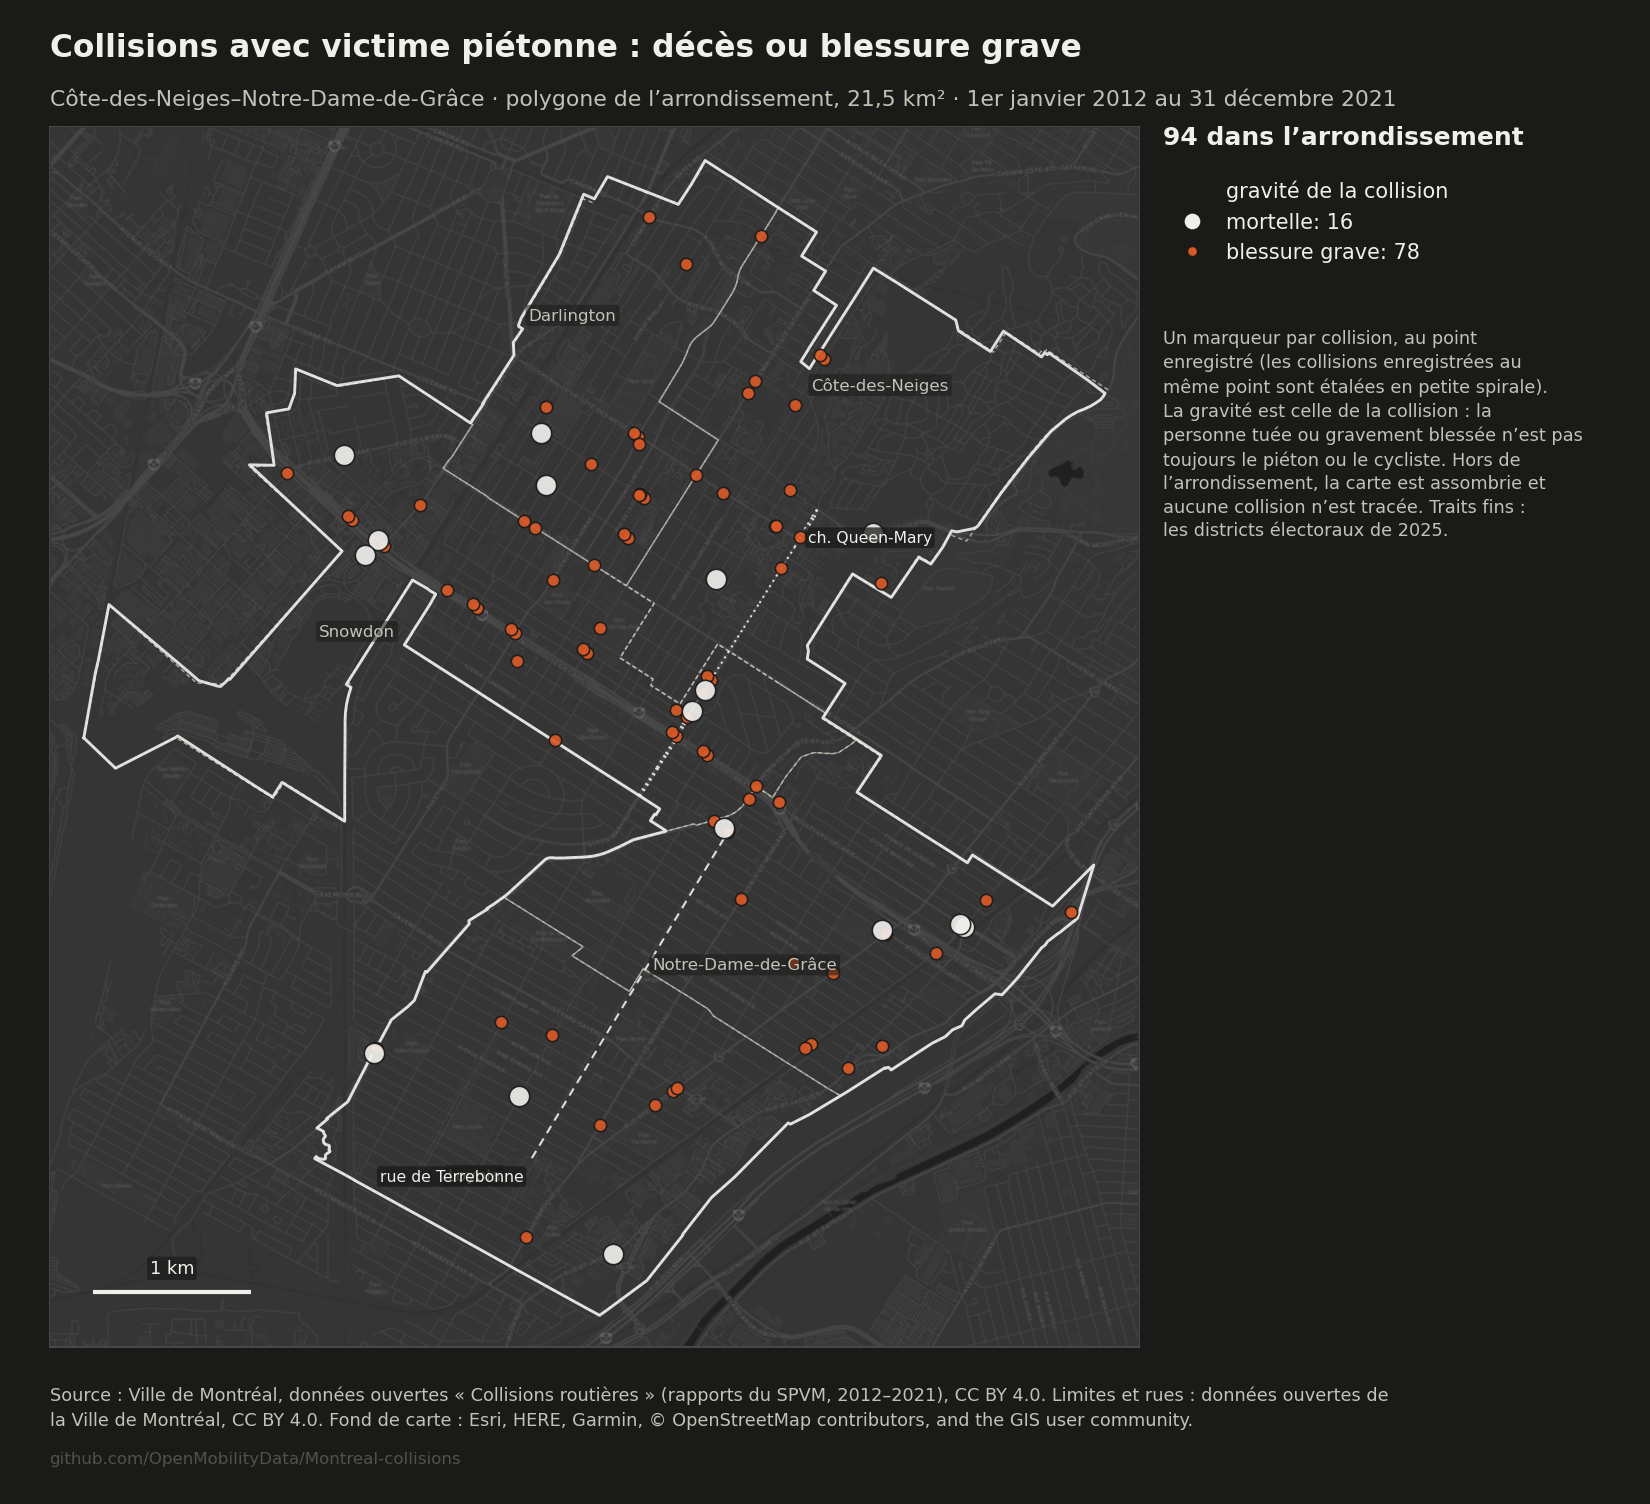 Collisions avec victime piétonne : décès ou blessure grave
Côte-des-Neiges–Notre-Dame-de-Grâce · polygone de l’arrondissement, 21,5 km² · 1er janvier 2012 au 31 décembre 2021
94 dans l’arrondissement
gravité de la collision
mortelle: 16
blessure grave: 78
Un marqueur par collision, au point
enregistré (les collisions enregistrées au
même point sont étalées en petite spirale).
La gravité est celle de la collision : la
personne tuée ou gravement blessée n’est pas
toujours le piéton ou le cycliste. Hors de
l’arrondissement, la carte est assombrie et
aucune collision n’est tracée. Traits fins :
les districts électoraux de 2025.
Darlington
Côte-des-Neiges
ch. Queen-Mary
Snowdon
Notre-Dame-de-Grâce
rue de Terrebonne
1 km
Source : Ville de Montréal, données ouvertes « Collisions routières » (rapports du SPVM, 2012–2021), CC BY 4.0. Limites et rues : données ouvertes de
la Ville de Montréal, CC BY 4.0. Fond de carte : Esri, HERE, Garmin, © OpenStreetMap contributors, and the GIS user community.
github.com/OpenMobilityData/Montreal-collisions